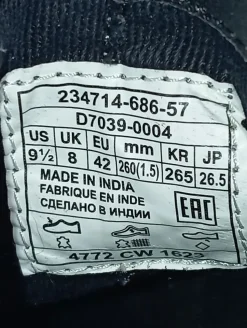 234714-686-57
D7039-0004
US UK EU mm KR JP
9½ 8 42 260(1.5) 265 26.5
MADE IN INDIA
FABRIQUE EN INDE
СДЕЛАНО В ИНДИИ
EAC
4772 CW 1623